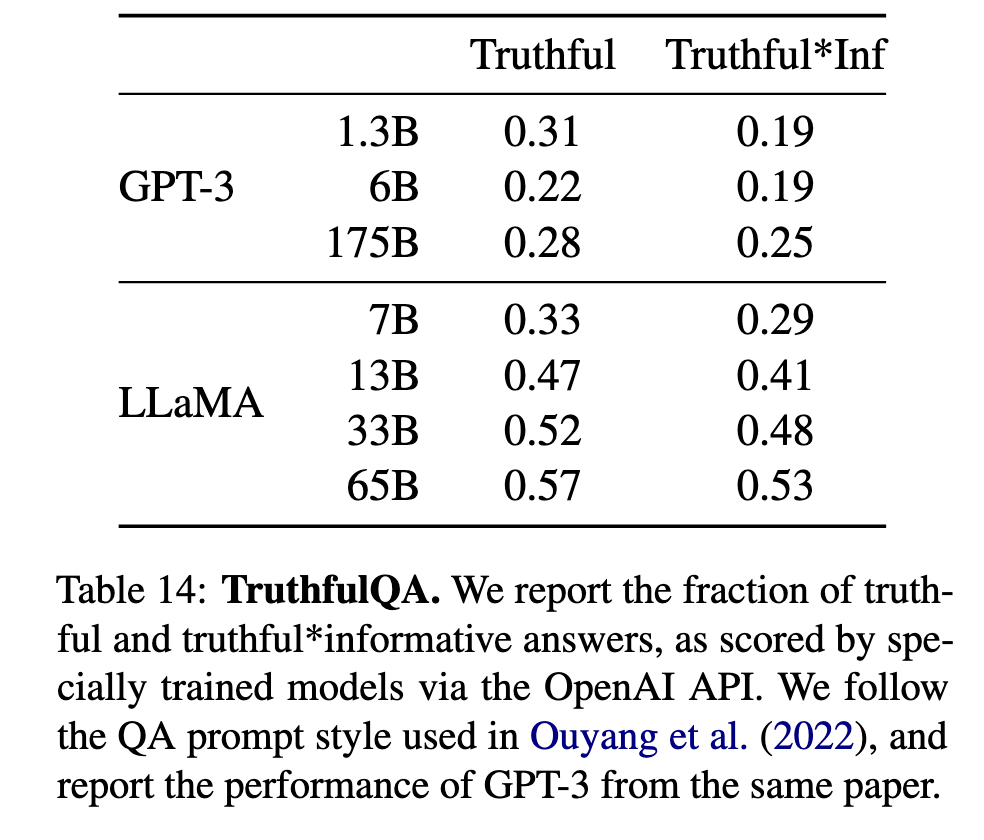 Truthful Truthful*Inf
1.3B 0.31 0.19
GPT-3 6B 0.22 0.19
175B 0.28 0.25
7B 0.33 0.29
13B 0.47 0.41
LLaMA
33B 0.52 0.48
65B 0.57 0.53
Table 14: TruthfulQA. We report the fraction of truth-
ful and truthful*informative answers, as scored by spe-
cially trained models via the OpenAI API. We follow
the QA prompt style used in Ouyang et al. (2022), and
report the performance of GPT-3 from the same paper.